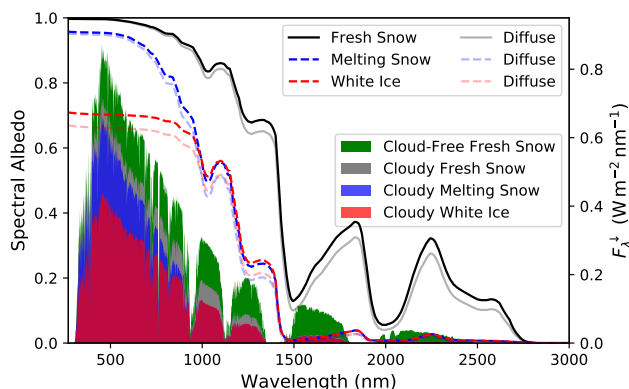 1.0
0.8
0.6
0.4
0.2
0.0
Spectral Albedo
Fresh Snow
Melting Snow
White Ice
Diffuse
Diffuse
Diffuse
Cloud-Free Fresh Snow
Cloudy Fresh Snow
Cloudy Melting Snow
Cloudy White Ice
0.8
0.6
0.4
0.2
0.0
F_λ^↓ (W m⁻² nm⁻¹)
500
1000
1500
2000
2500
3000
Wavelength (nm)